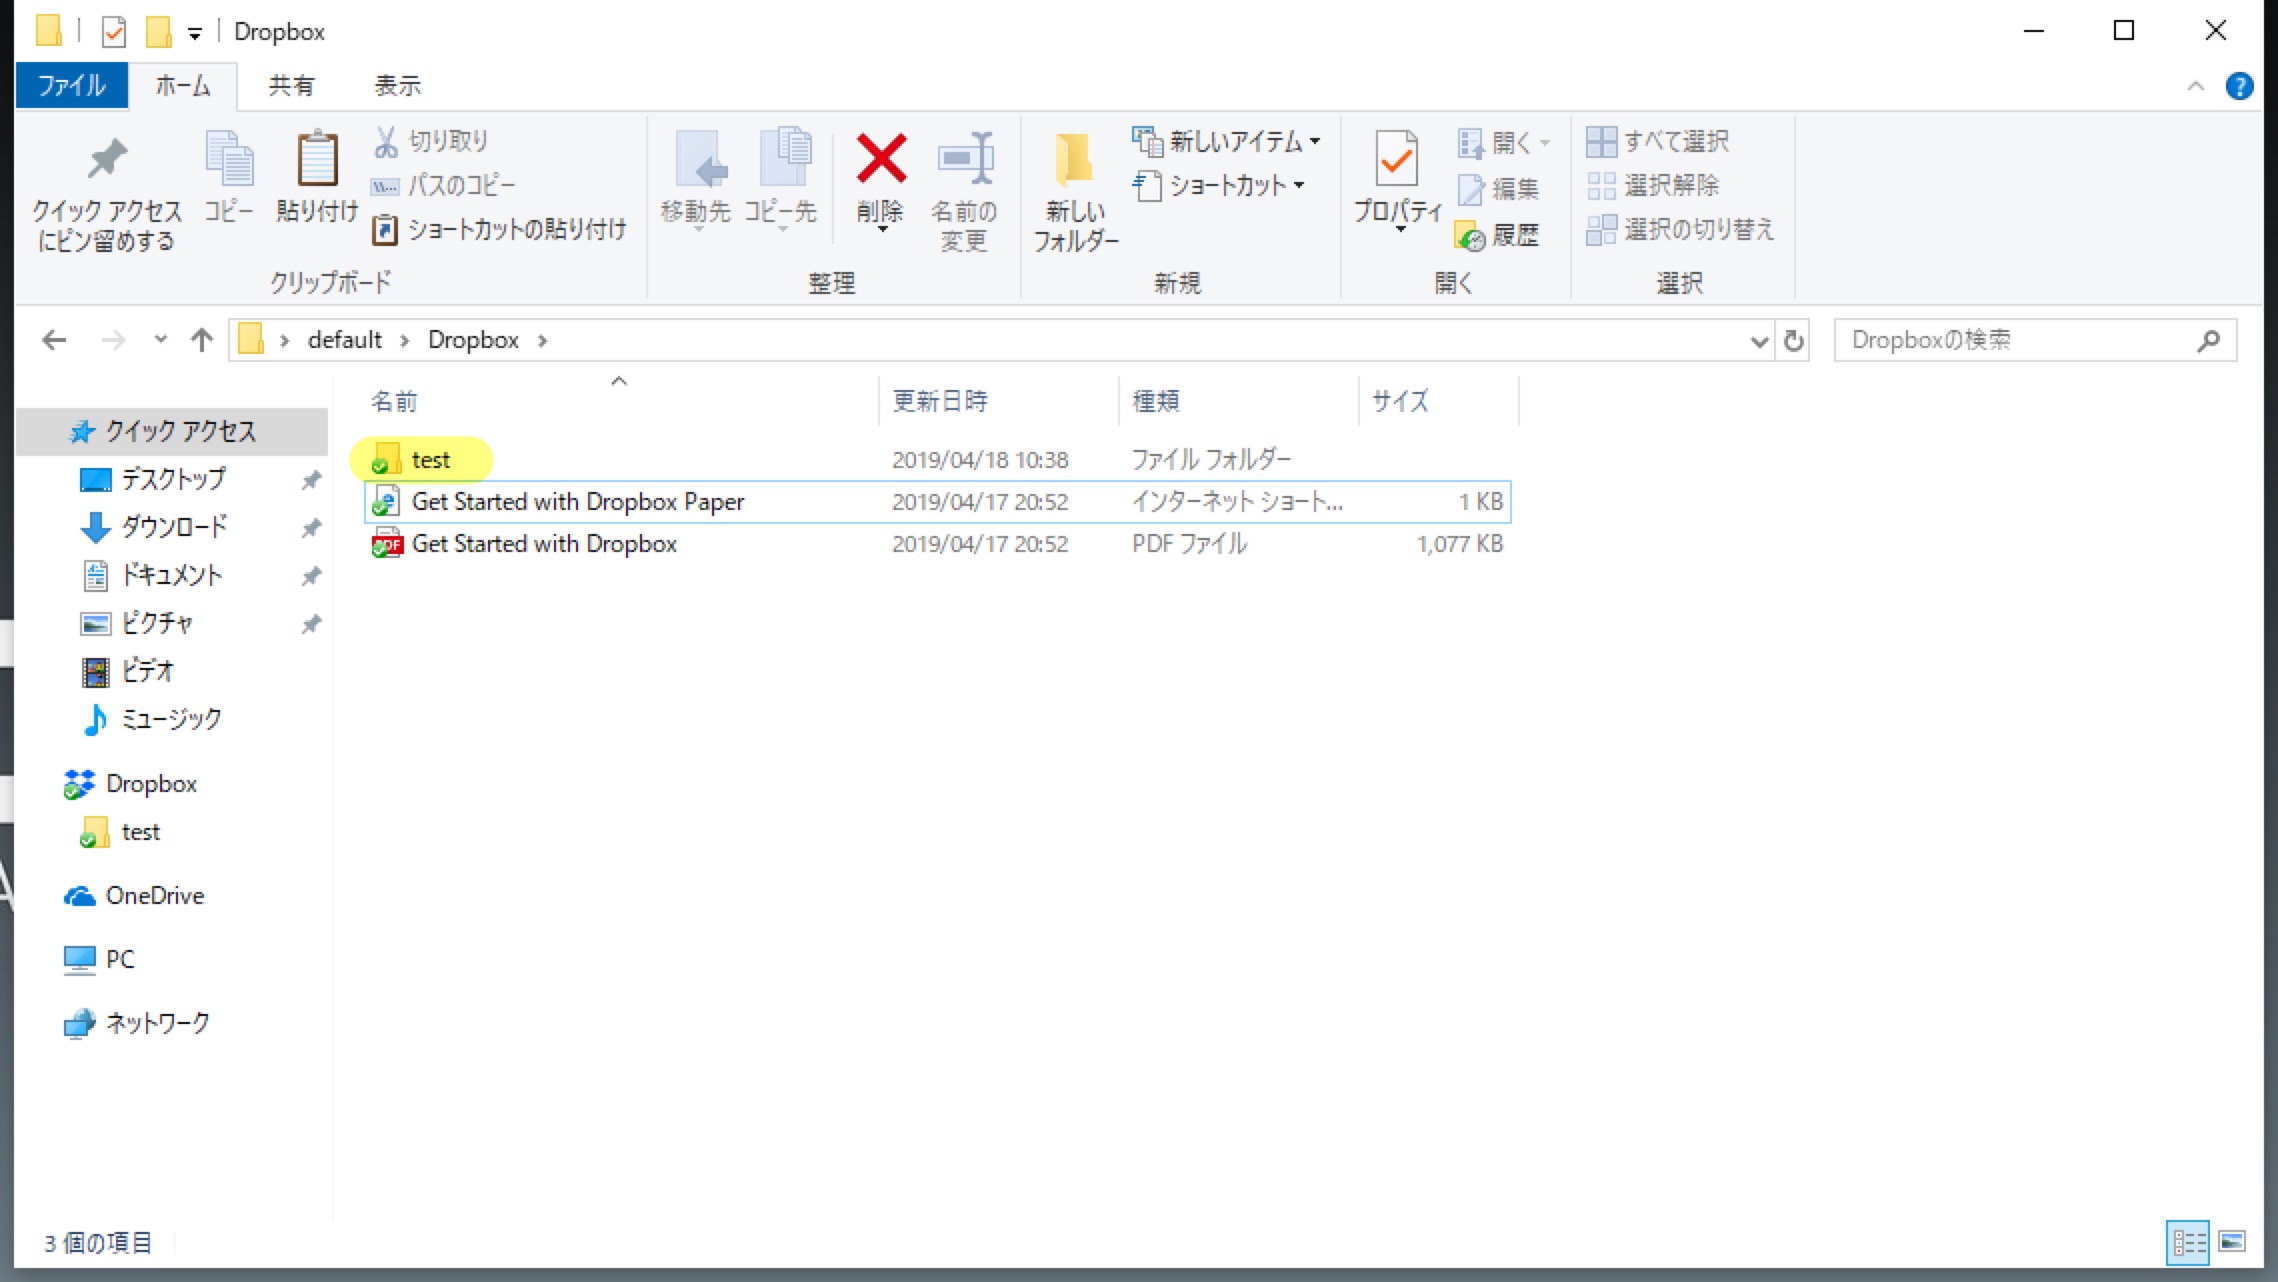 Dropbox
ファイル
ホーム
共有
表示
クイック アクセス
にピン留めする
コピー
貼り付け
切り取り
パスのコピー
ショートカットの貼り付け
クリップボード
移動先
コピー先
削除
名前の
変更
整理
新しい
フォルダー
新しいアイテム
ショートカット
新規
プロパティ
開く
編集
履歴
開く
すべて選択
選択解除
選択の切り替え
選択
default
Dropbox
Dropboxの検索
名前
更新日時
種類
サイズ
test
2019/04/18 10:38
ファイル フォルダー
Get Started with Dropbox Paper
2019/04/17 20:52
インターネット ショート...
1 KB
PDF
Get Started with Dropbox
2019/04/17 20:52
PDF ファイル
1,077 KB
クイック アクセス
デスクトップ
ダウンロード
ドキュメント
ピクチャ
ビデオ
ミュージック
Dropbox
test
OneDrive
PC
ネットワーク
3 個の項目